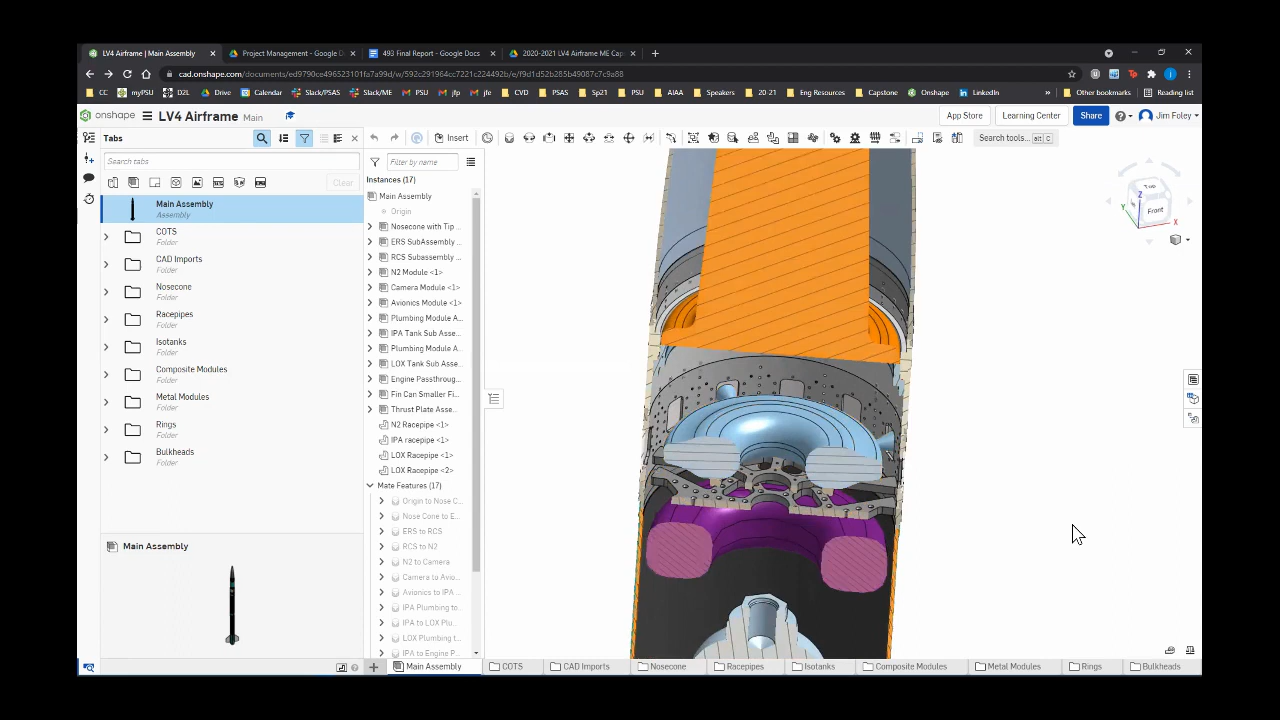 LV4 Airframe | Main Assembly
Project Management - Google D
493 Final Report - Google Docs
2020-2021 LV4 Airframe ME Cap
cad.onshape.com/documents/ed9790ce496523101fa7a99d/w/592c291964cc7221c224492b/e/f9d1d52b285b49087c7c9a88
CC
myPSU
D2L
Drive
Calendar
Slack/PSAS
Slack/ME
PSU
jfp
jfe
CVD
PSAS
Sp21
PSU
AIAA
Speakers
20-21
Eng Resources
Capstone
Onshape
LinkedIn
Other bookmarks
Reading list
onshape
LV4 Airframe
Main
App Store
Learning Center
Share
Jim Foley
Tabs
Insert
Search tools...
alt
C
Search tabs
Filter by name
Clear
Instances (17)
Main Assembly
Assembly
COTS
Folder
CAD Imports
Folder
Nosecone
Folder
Racepipes
Folder
Isotanks
Folder
Composite Modules
Folder
Metal Modules
Folder
Rings
Folder
Bulkheads
Folder
Main Assembly
Main Assembly
Origin
Nosecone with Tip ...
ERS SubAssembly ...
RCS Subassembly ...
N2 Module <1>
Camera Module <1>
Avionics Module <1>
Plumbing Module A...
IPA Tank Sub Asse...
Plumbing Module A...
LOX Tank Sub Asse...
Engine Passthroug...
Fin Can Smaller Fi...
Thrust Plate Asse...
N2 Racepipe <1>
IPA racepipe <1>
LOX Racepipe <1>
LOX Racepipe <2>
Mate Features (17)
Origin to Nose C...
Nose Cone to E...
ERS to RCS
RCS to N2
N2 to Camera
Camera to Avio...
Avionics to IPA ...
IPA Plumbing to...
IPA to LOX Plu...
LOX Plumbing t...
IPA to Engine P...
Top
Front
Z
Y
X
Main Assembly
COTS
CAD Imports
Nosecone
Racepipes
Isotanks
Composite Modules
Metal Modules
Rings
Bulkheads